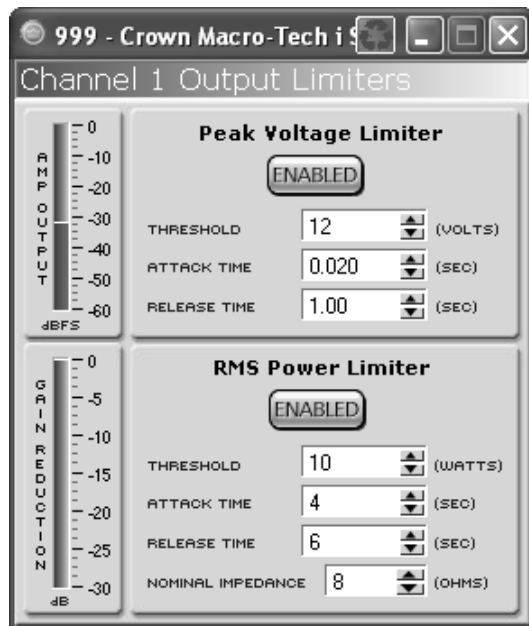 999 - Crown Macro-Tech i
Channel 1 Output Limiters
AMP OUTPUT
0
-10
-20
-30
-40
-50
-60
dBFS
Peak Voltage Limiter
ENABLED
THRESHOLD 12 (VOLTS)
ATTACK TIME 0.020 (SEC)
RELEASE TIME 1.00 (SEC)
GAIN REDUCTION
0
-5
-10
-15
-20
-25
-30
dB
RMS Power Limiter
ENABLED
THRESHOLD 10 (WATTS)
ATTACK TIME 4 (SEC)
RELEASE TIME 6 (SEC)
NOMINAL IMPEDANCE 8 (OHMS)